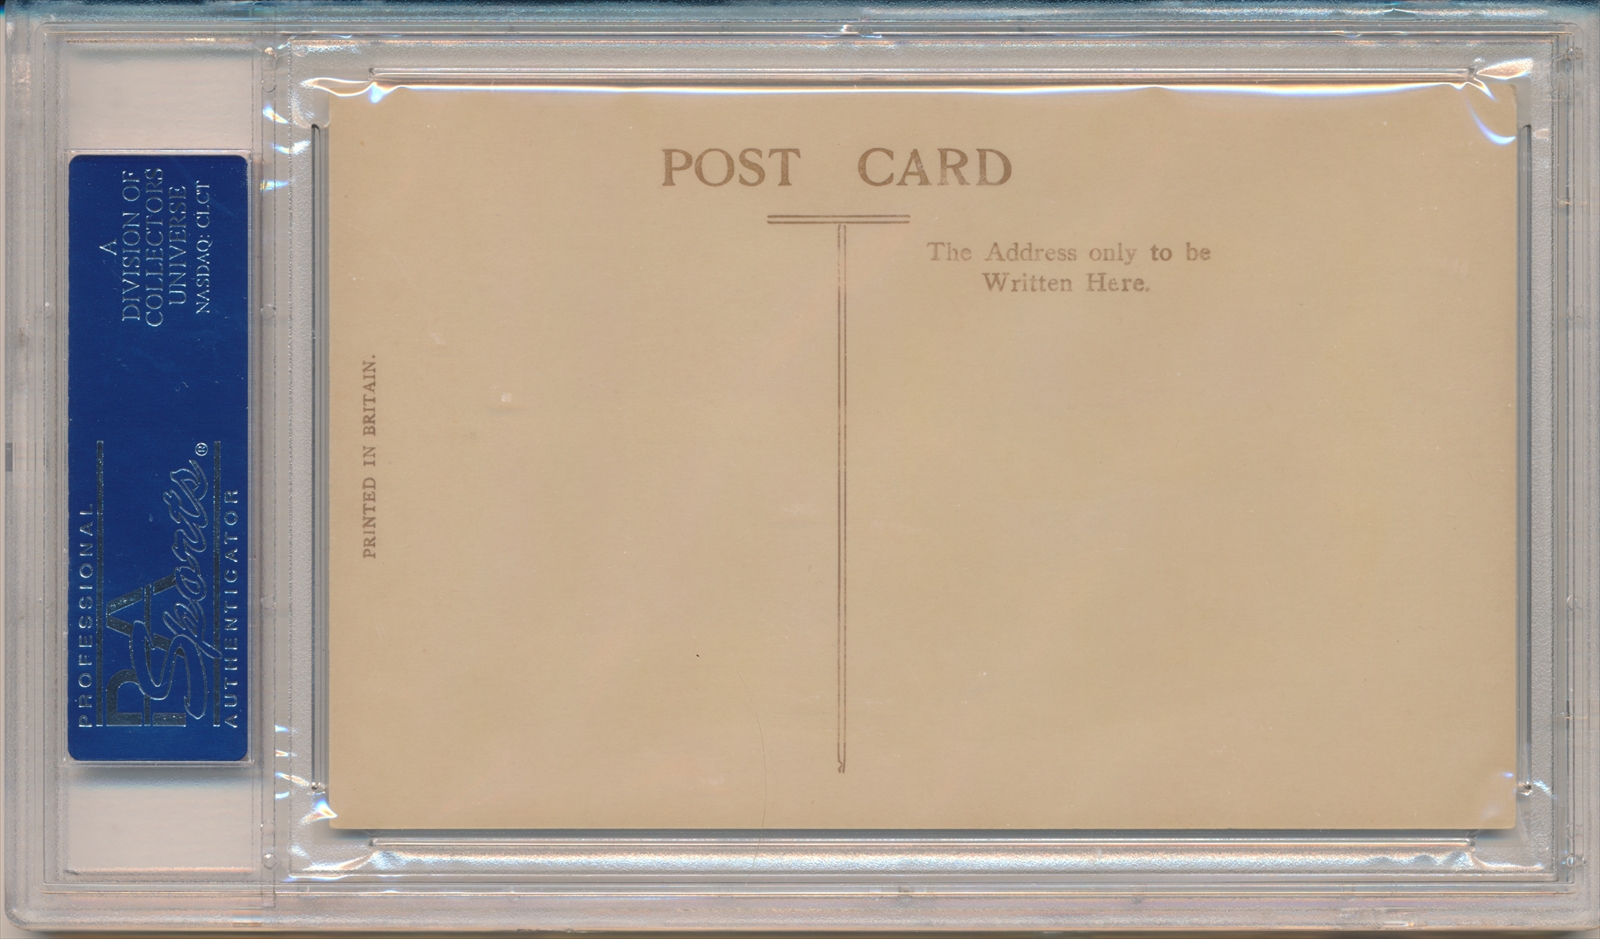 A
DIVISION OF
COLLECTORS
UNIVERSE
NASDAQ: CLCT
PROFESSIONAL
PSA
Sports®
AUTHENTICATOR
POST CARD
The Address only to be
Written Here.
PRINTED IN BRITAIN.